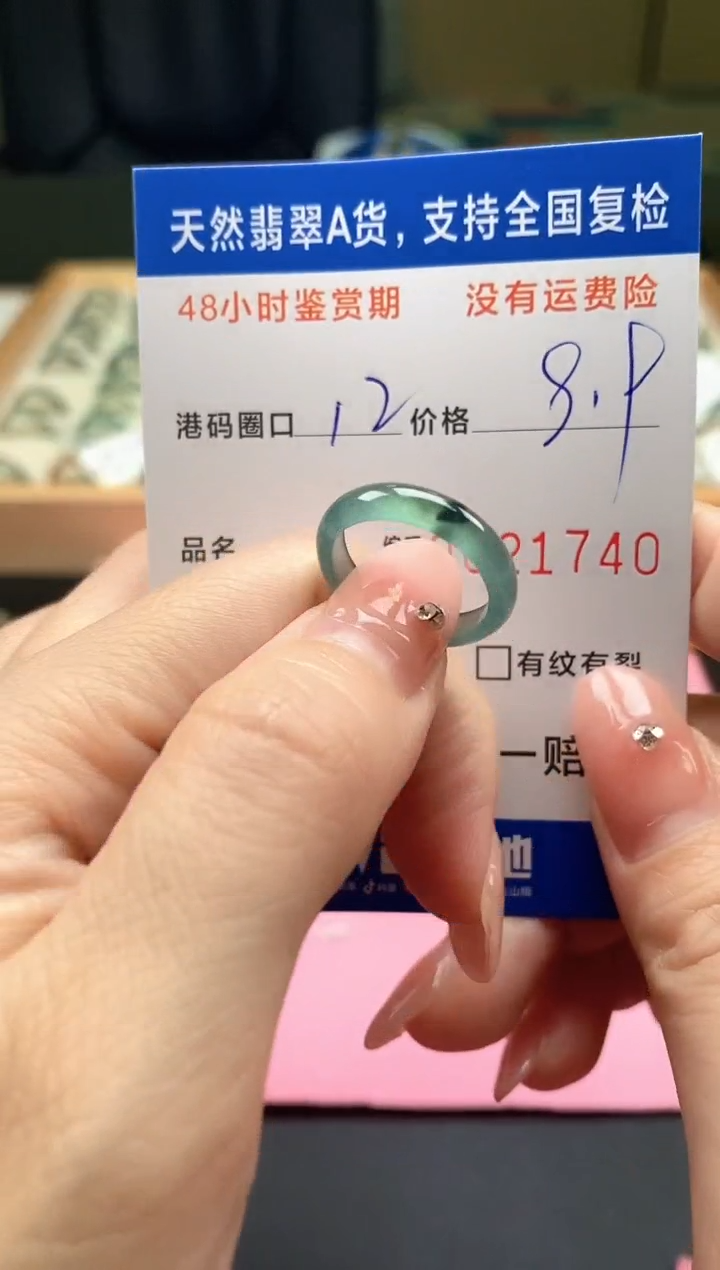 天然翡翠A货，支持全国复检
48小时鉴赏期 没有运费险
港码圈口 12 价格 8.9
品名 21740
□有纹有裂
一赔
地